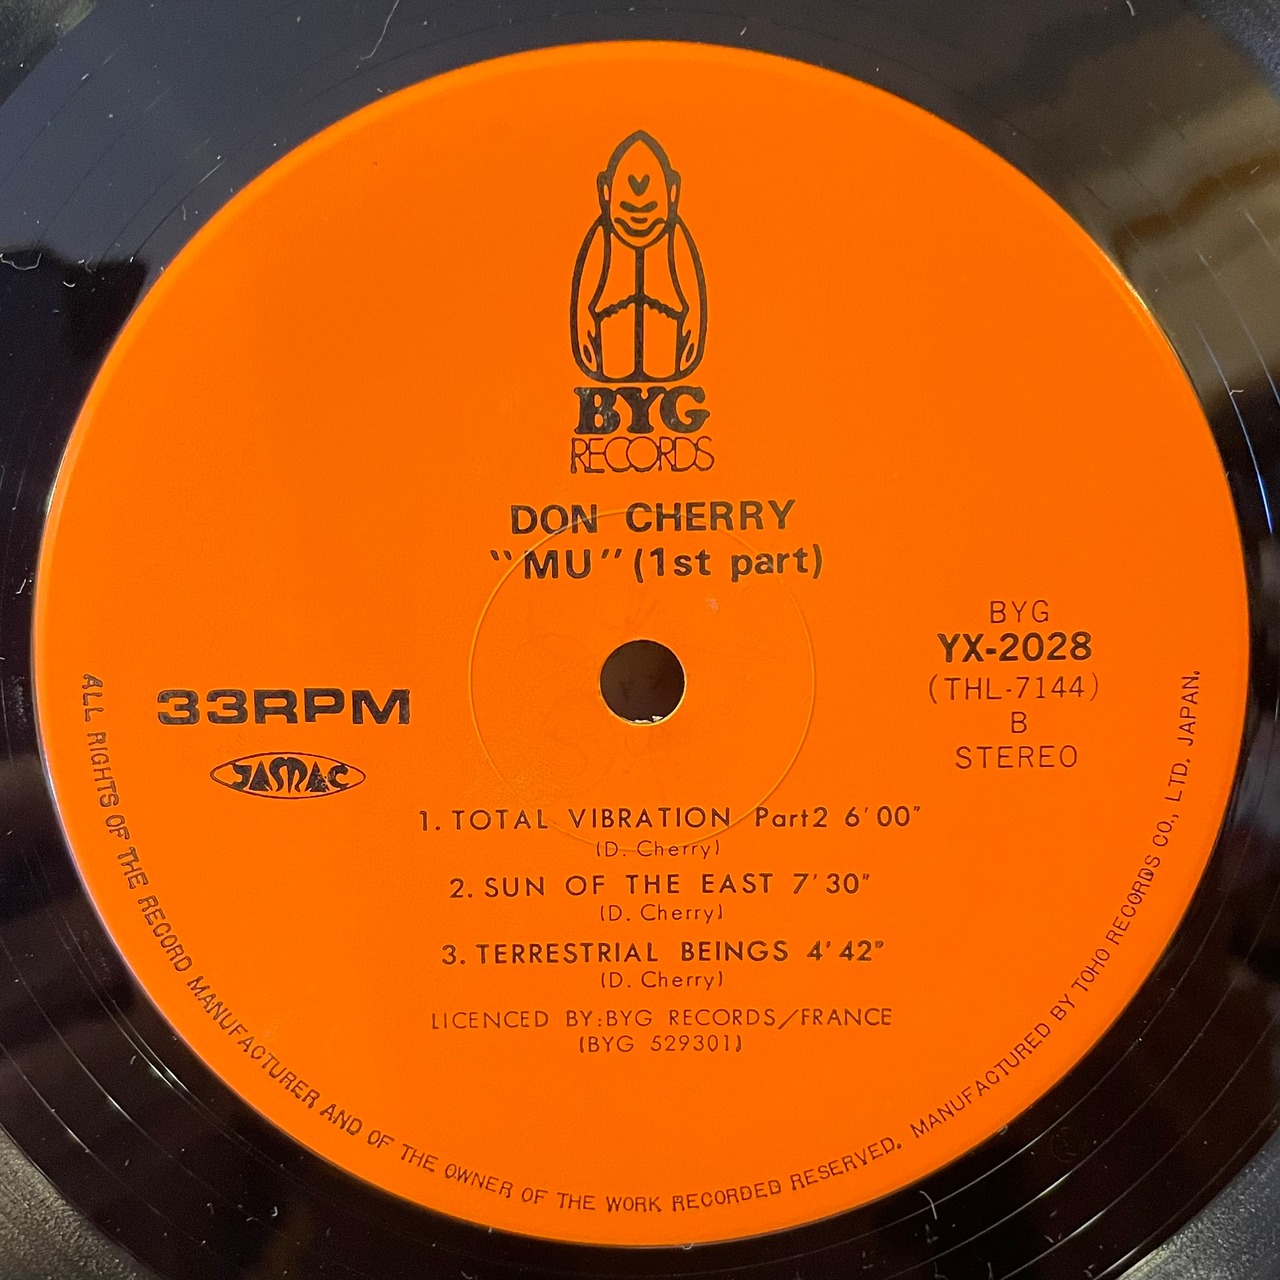 BYG
RECORDS
DON CHERRY
"MU" (1st part)
BYG
YX-2028
(THL-7144)
B
STEREO
33RPM
JASRAC
1. TOTAL VIBRATION Part2 6'00"
(D. Cherry)
2. SUN OF THE EAST 7'30"
(D. Cherry)
3. TERRESTRIAL BEINGS 4'42"
(D. Cherry)
LICENCED BY:BYG RECORDS/FRANCE
(BYG 529301)
ALL RIGHTS OF THE RECORD MANUFACTURER AND OF THE OWNER OF THE WORK RECORDED RESERVED. MANUFACTURED BY TOHO RECORDS CO., LTD. JAPAN.